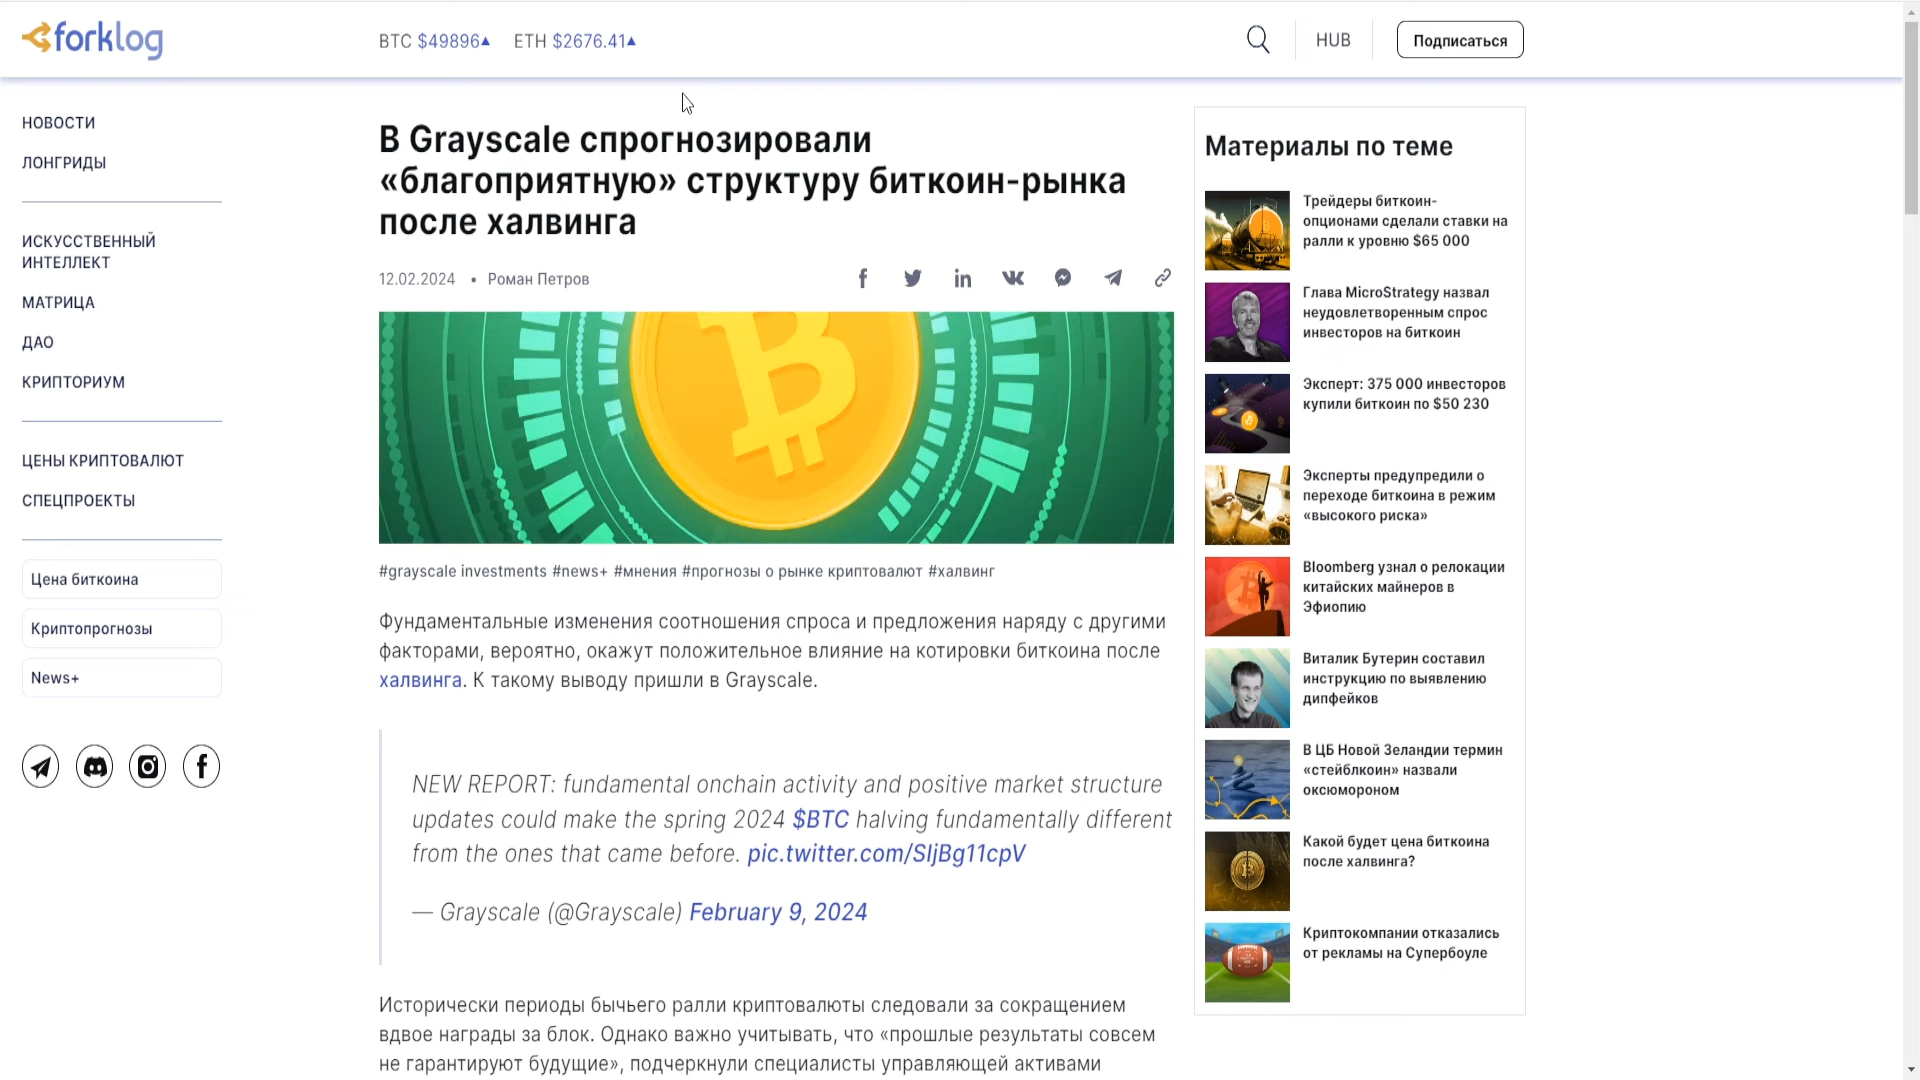 forklog
BTC $49896▲ ETH $2676.41▲
HUB
Подписаться
НОВОСТИ
ЛОНГРИДЫ
ИСКУССТВЕННЫЙ
ИНТЕЛЛЕКТ
МАТРИЦА
ДАО
КРИПТОРИУМ
ЦЕНЫ КРИПТОВАЛЮТ
СПЕЦПРОЕКТЫ
Цена биткоина
Криптопрогнозы
News+
В Grayscale спрогнозировали
«благоприятную» структуру биткоин-рынка
после халвинга
12.02.2024 • Роман Петров
#grayscale investments #news+ #мнения #прогнозы о рынке криптовалют #халвинг
Фундаментальные изменения соотношения спроса и предложения наряду с другими
факторами, вероятно, окажут положительное влияние на котировки биткоина после
халвинга. К такому выводу пришли в Grayscale.
NEW REPORT: fundamental onchain activity and positive market structure
updates could make the spring 2024 $BTC halving fundamentally different
from the ones that came before. pic.twitter.com/SIjBg11cpV
— Grayscale (@Grayscale) February 9, 2024
Исторически периоды бычьего ралли криптовалюты следовали за сокращением
вдвое награды за блок. Однако важно учитывать, что «прошлые результаты совсем
не гарантируют будущие», подчеркнули специалисты управляющей активами
Материалы по теме
Трейдеры биткоин-
опционами сделали ставки на
ралли к уровню $65 000
Глава MicroStrategy назвал
неудовлетворенным спрос
инвесторов на биткоин
Эксперт: 375 000 инвесторов
купили биткоин по $50 230
Эксперты предупредили о
переходе биткоина в режим
«высокого риска»
Bloomberg узнал о релокации
китайских майнеров в
Эфиопию
Виталик Бутерин составил
инструкцию по выявлению
дипфейков
В ЦБ Новой Зеландии термин
«стейблкоин» назвали
оксюмороном
Какой будет цена биткоина
после халвинга?
Криптокомпании отказались
от рекламы на Супербоуле